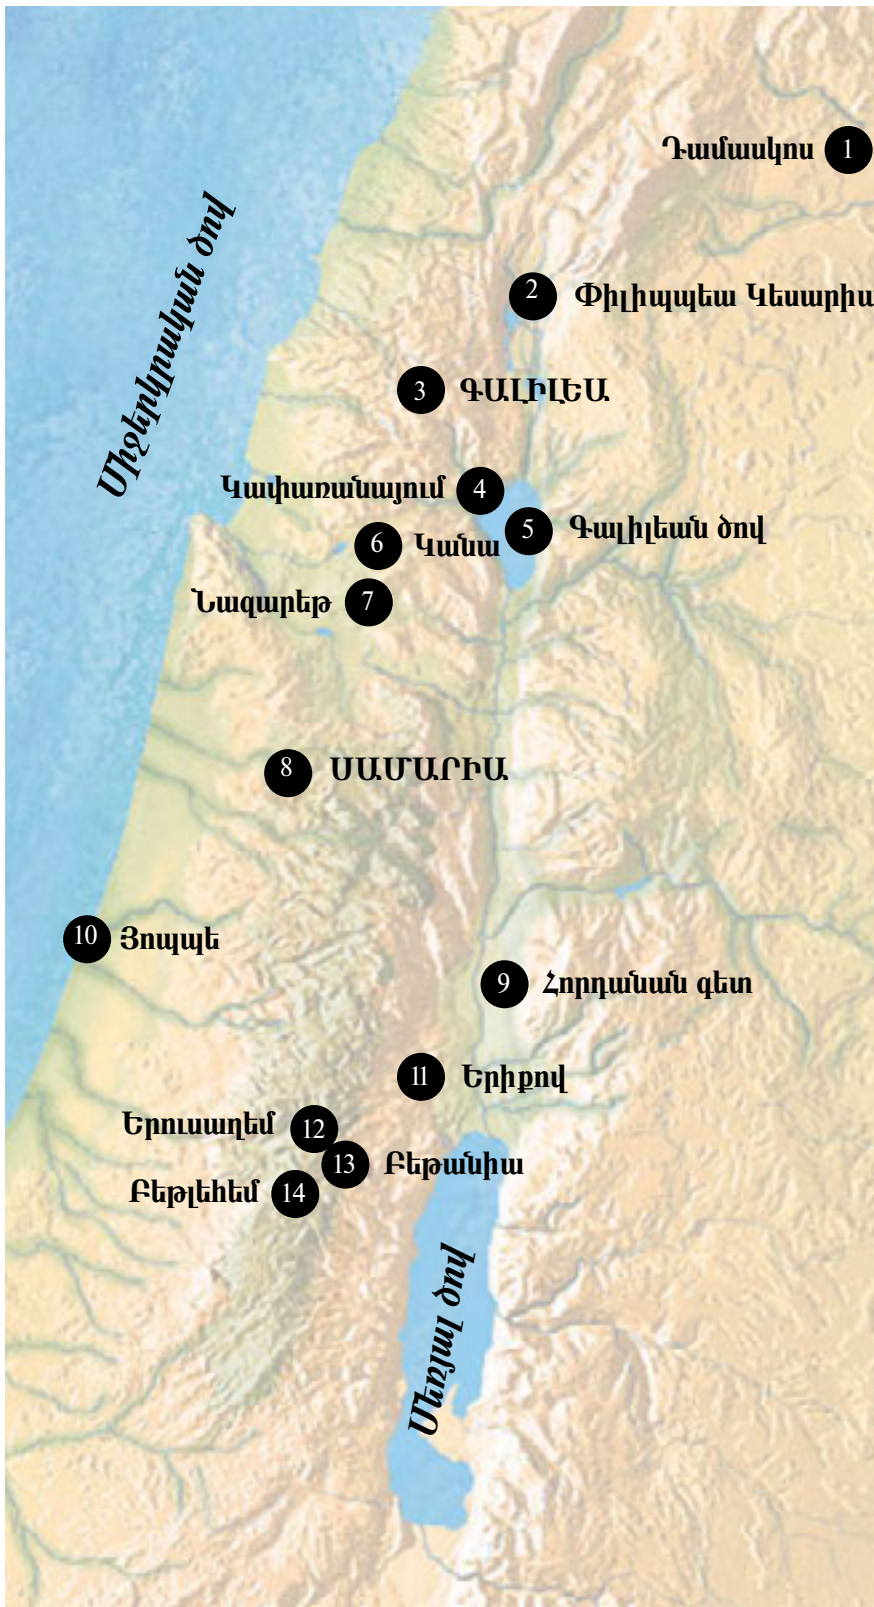 Դամասկոս 1
Միջերկրական ծով
2 Փիլիպպեա Կեսարիա
3 ԳԱԼԻԼԵԱ
Կափառանայում 4
5 Գալիլեան ծով
6 Կանա
Նազարեթ 7
8 ՍԱՄԱՐԻԱ
10 Յոպպե
9 Հորդանան գետ
11 Երիքով
Երուսաղեմ 12
13 Բեթանիա
Բեթլեհեմ 14
Մեռյալ ծով